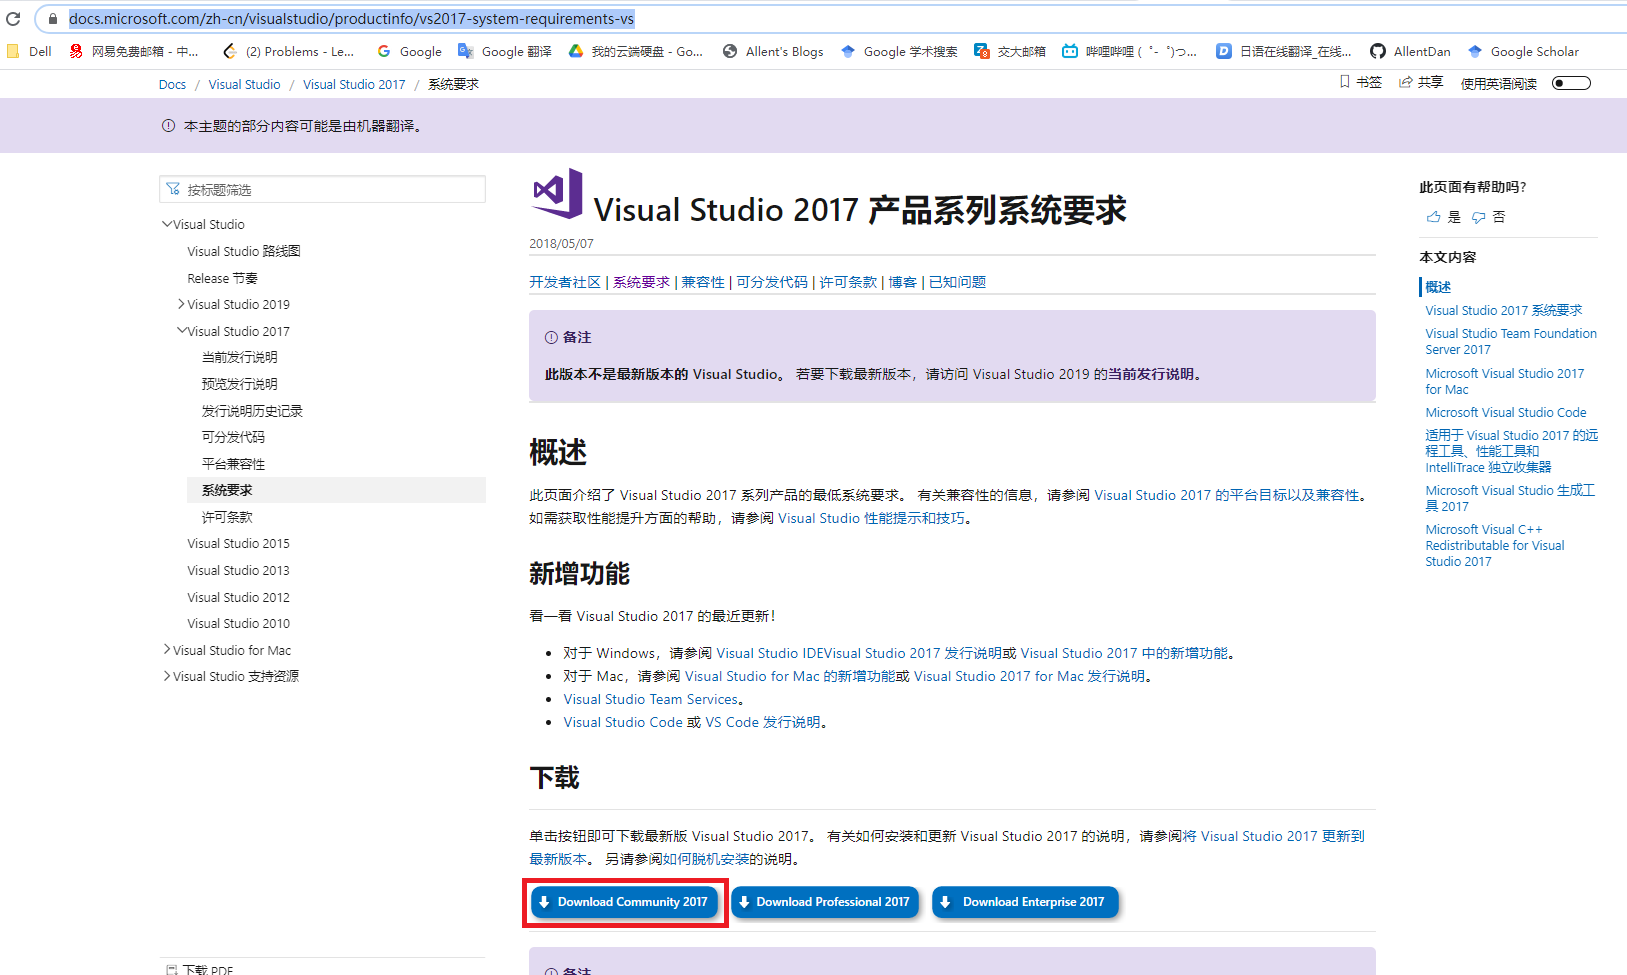 docs.microsoft.com/zh-cn/visualstudio/productinfo/vs2017-system-requirements-vs
Dell
网易免费邮箱 - 中...
(2) Problems - Le...
Google
Google 翻译
我的云端硬盘 - Go...
Allent's Blogs
Google 学术搜索
交大邮箱
哔哩哔哩 ( ゜- ゜)つ...
日语在线翻译_在线...
AllentDan
Google Scholar
Docs / Visual Studio / Visual Studio 2017 / 系统要求
书签
共享
使用英语阅读
本主题的部分内容可能是由机器翻译。
按标题筛选
Visual Studio
Visual Studio 路线图
Release 节奏
Visual Studio 2019
Visual Studio 2017
当前发行说明
预览发行说明
发行说明历史记录
可分发代码
平台兼容性
系统要求
许可条款
Visual Studio 2015
Visual Studio 2013
Visual Studio 2012
Visual Studio 2010
Visual Studio for Mac
Visual Studio 支持资源
下载 PDF
Visual Studio 2017 产品系列系统要求
2018/05/07
开发者社区 | 系统要求 | 兼容性 | 可分发代码 | 许可条款 | 博客 | 已知问题
备注
此版本不是最新版本的 Visual Studio。 若要下载最新版本，请访问 Visual Studio 2019 的当前发行说明。
概述
此页面介绍了 Visual Studio 2017 系列产品的最低系统要求。 有关兼容性的信息，请参阅 Visual Studio 2017 的平台目标以及兼容性。
如需获取性能提升方面的帮助，请参阅 Visual Studio 性能提示和技巧。
新增功能
看一看 Visual Studio 2017 的最近更新！
• 对于 Windows，请参阅 Visual Studio IDEVisual Studio 2017 发行说明或 Visual Studio 2017 中的新增功能。
• 对于 Mac，请参阅 Visual Studio for Mac 的新增功能或 Visual Studio 2017 for Mac 发行说明。
• Visual Studio Team Services。
• Visual Studio Code 或 VS Code 发行说明。
下载
单击按钮即可下载最新版 Visual Studio 2017。 有关如何安装和更新 Visual Studio 2017 的说明，请参阅将 Visual Studio 2017 更新到
最新版本。 另请参阅如何脱机安装的说明。
Download Community 2017
Download Professional 2017
Download Enterprise 2017
备注
此页面有帮助吗?
是 否
本文内容
概述
Visual Studio 2017 系统要求
Visual Studio Team Foundation
Server 2017
Microsoft Visual Studio 2017
for Mac
Microsoft Visual Studio Code
适用于 Visual Studio 2017 的远
程工具、性能工具和
IntelliTrace 独立收集器
Microsoft Visual Studio 生成工
具 2017
Microsoft Visual C++
Redistributable for Visual
Studio 2017